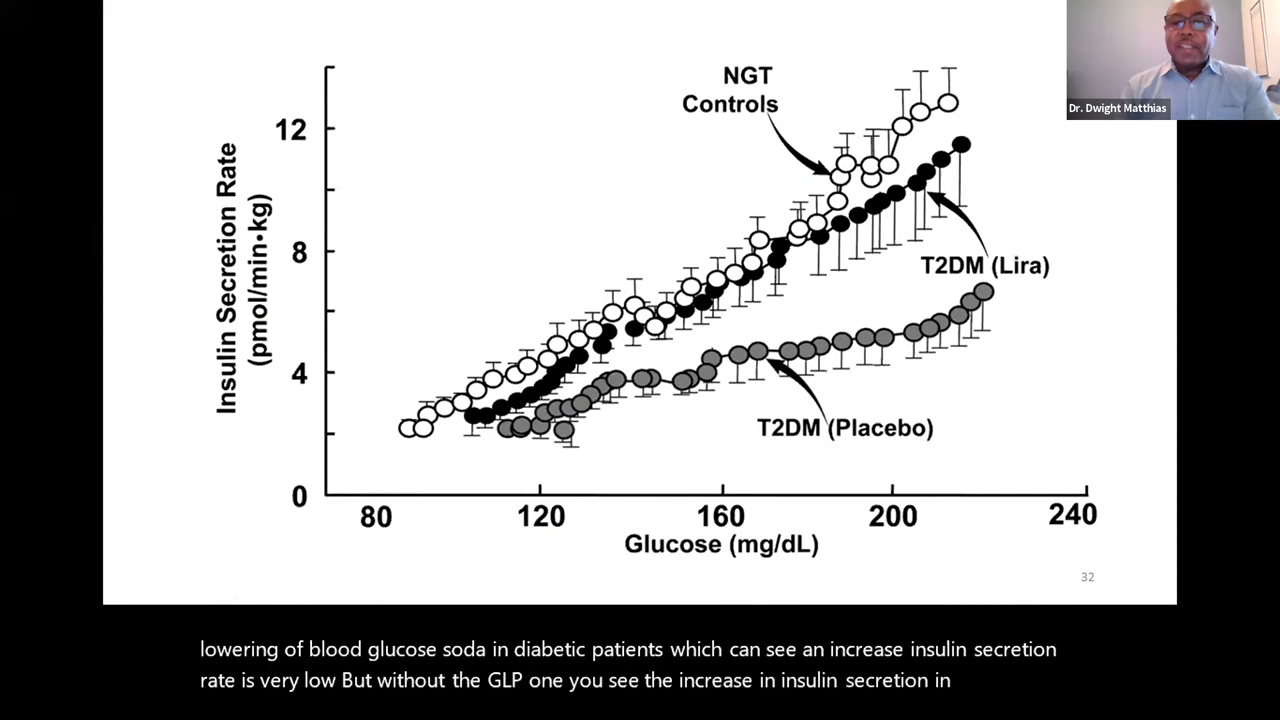 NGT
Controls
Dr. Dwight Matthias
12
8
4
0
Insulin Secretion Rate
(pmol/min•kg)
T2DM (Lira)
T2DM (Placebo)
80 120 160 200 240
Glucose (mg/dL)
32
lowering of blood glucose soda in diabetic patients which can see an increase insulin secretion
rate is very low But without the GLP one you see the increase in insulin secretion in